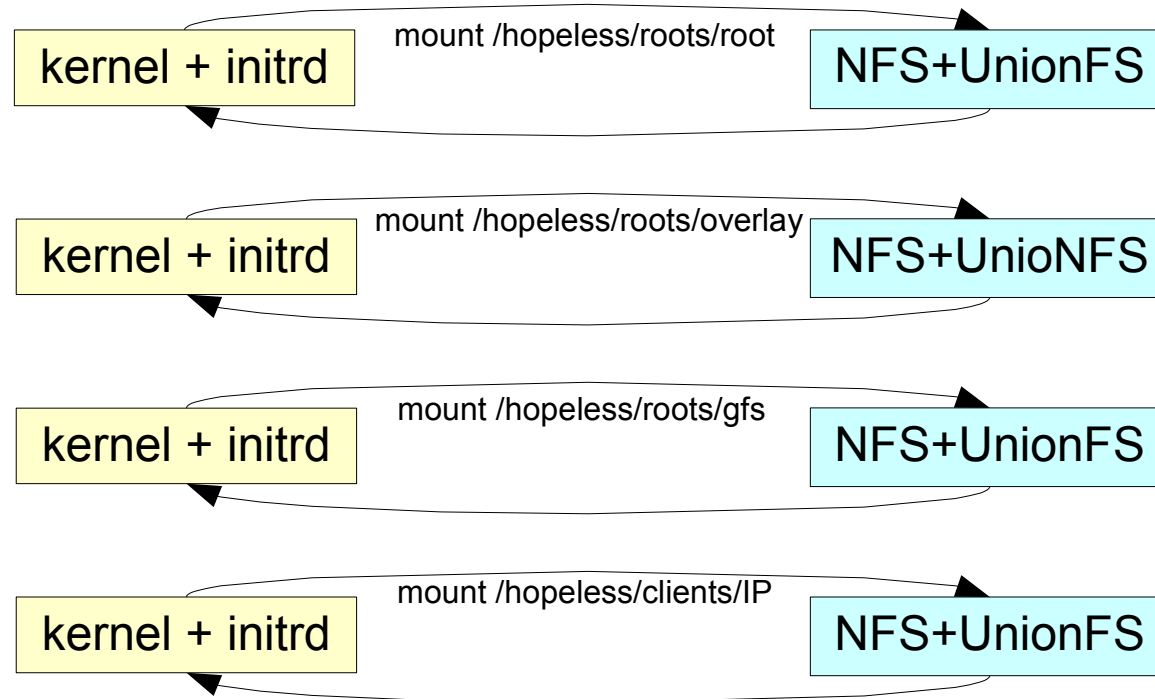 mount /hopeless/roots/root
kernel + initrd
NFS+UnionFS
mount /hopeless/roots/overlay
kernel + initrd
NFS+UnioNFS
mount /hopeless/roots/gfs
kernel + initrd
NFS+UnionFS
mount /hopeless/clients/IP
kernel + initrd
NFS+UnionFS